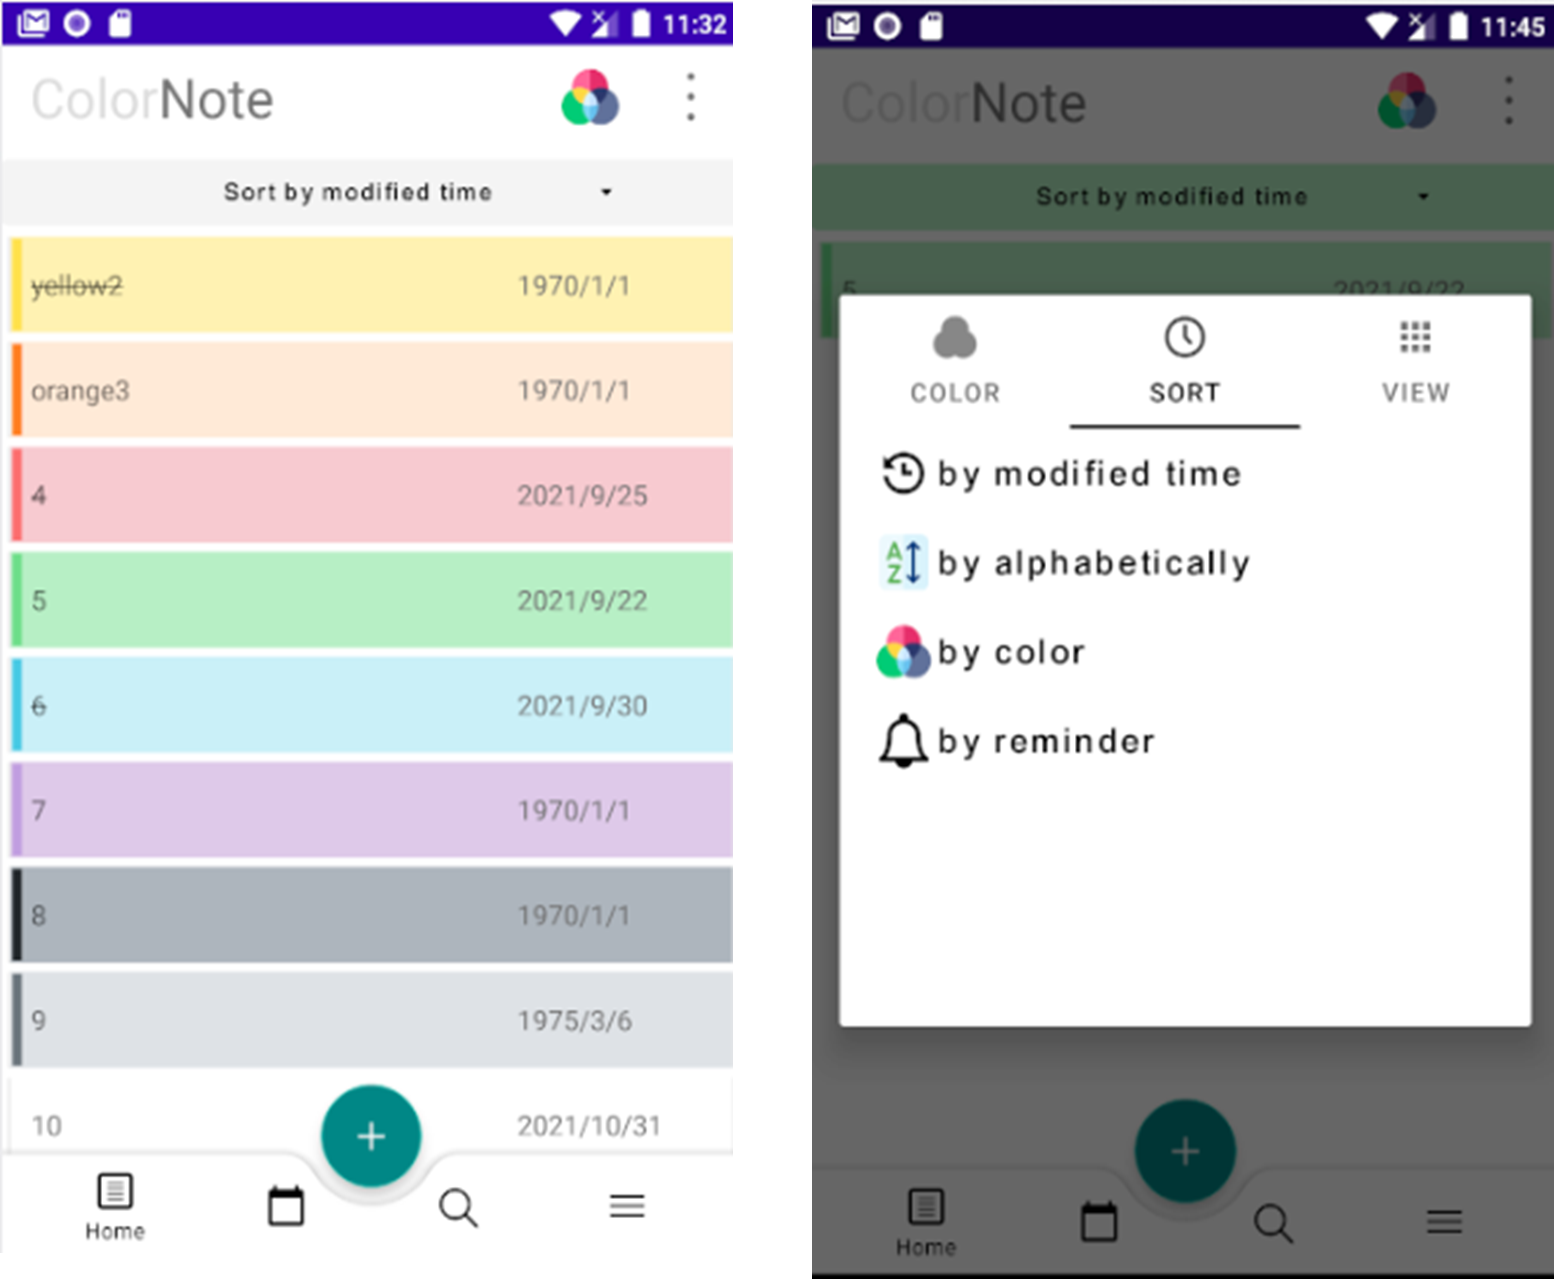 11:32
ColorNote
Sort by modified time
yellow2 1970/1/1
orange3 1970/1/1
4 2021/9/25
5 2021/9/22
6 2021/9/30
7 1970/1/1
8 1970/1/1
9 1975/3/6
10 2021/10/31
+
Home
11:45
ColorNote
Sort by modified time
5 2021/9/22
COLOR SORT VIEW
by modified time
A Z by alphabetically
by color
by reminder
+
Home